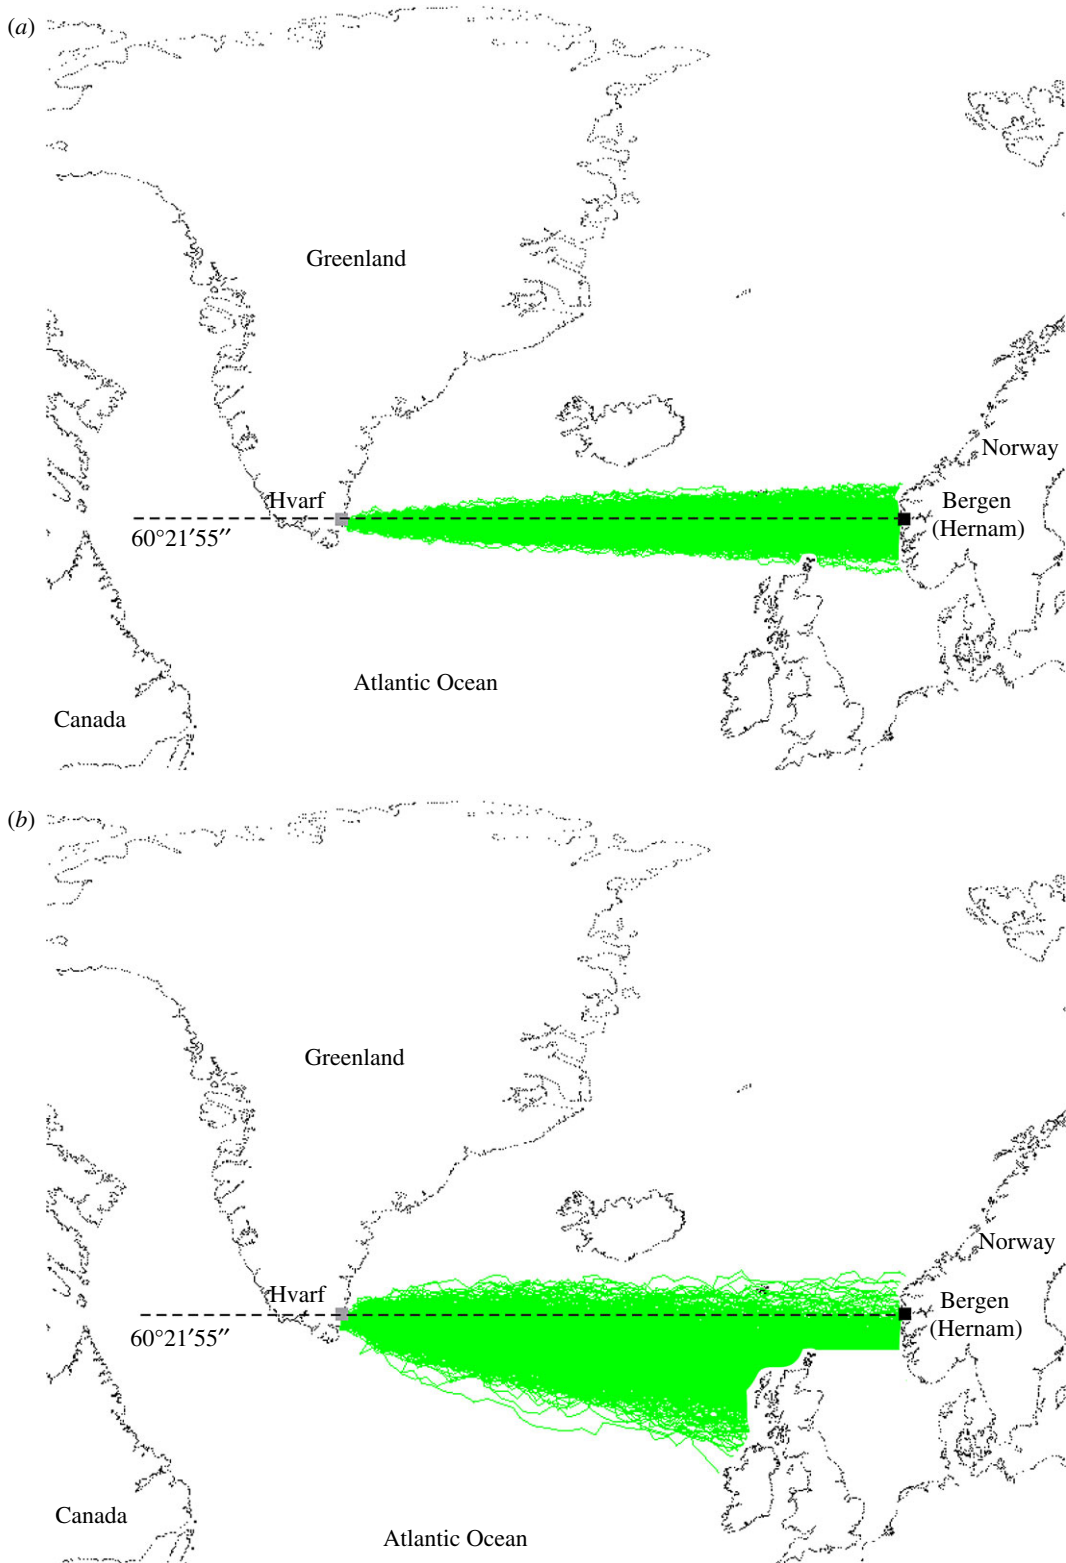 (a)
Greenland
Norway
Hvarf
Bergen
(Hernam)
60°21′55″
Atlantic Ocean
Canada
(b)
Greenland
Norway
Hvarf
Bergen
(Hernam)
60°21′55″
Canada
Atlantic Ocean